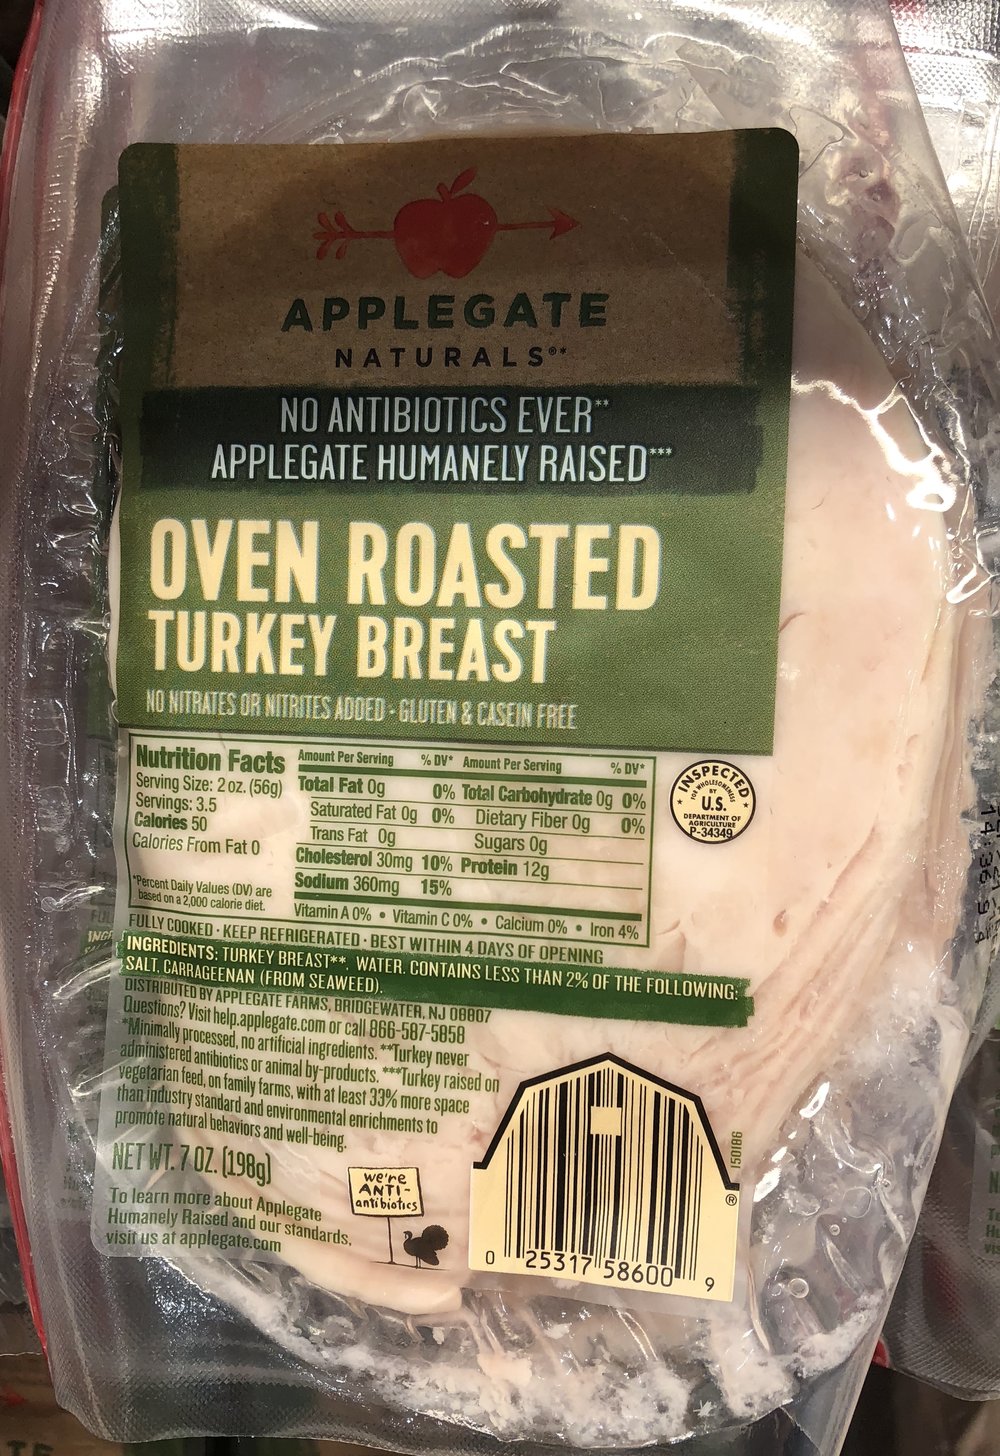 APPLEGATE
NATURALS®*
NO ANTIBIOTICS EVER**
APPLEGATE HUMANELY RAISED***
OVEN ROASTED
TURKEY BREAST
NO NITRATES OR NITRITES ADDED • GLUTEN & CASEIN FREE
Nutrition Facts
Serving Size: 2 oz. (56g)
Servings: 3.5
Calories 50
Calories From Fat 0
*Percent Daily Values (DV) are
based on a 2,000 calorie diet.
Amount Per Serving % DV* Amount Per Serving % DV*
Total Fat 0g 0% Total Carbohydrate 0g 0%
Saturated Fat 0g 0% Dietary Fiber 0g 0%
Trans Fat 0g Sugars 0g
Cholesterol 30mg 10% Protein 12g
Sodium 360mg 15%
Vitamin A 0% • Vitamin C 0% • Calcium 0% • Iron 4%
INSPECTED
FOR WHOLESOMENESS
BY
U.S.
DEPARTMENT OF
AGRICULTURE
P-34349
FULLY COOKED • KEEP REFRIGERATED • BEST WITHIN 4 DAYS OF OPENING
INGREDIENTS: TURKEY BREAST**, WATER. CONTAINS LESS THAN 2% OF THE FOLLOWING:
SALT, CARRAGEENAN (FROM SEAWEED).
DISTRIBUTED BY APPLEGATE FARMS, BRIDGEWATER, NJ 08807
Questions? Visit help.applegate.com or call 866-587-5858
*Minimally processed, no artificial ingredients. **Turkey never
administered antibiotics or animal by-products. ***Turkey raised on
vegetarian feed, on family farms, with at least 33% more space
than industry standard and environmental enrichments to
promote natural behaviors and well-being.
NET WT. 7 OZ. (198g)
To learn more about Applegate
Humanely Raised and our standards,
visit us at applegate.com
we're
ANTI-
antibiotics
150186
®
0 25317 58600 9